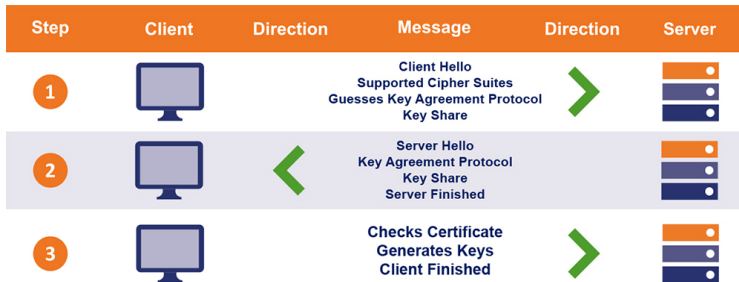 Step Client Direction Message Direction Server
1
Client Hello
Supported Cipher Suites
Guesses Key Agreement Protocol
Key Share
2
Server Hello
Key Agreement Protocol
Key Share
Server Finished
3
Checks Certificate
Generates Keys
Client Finished